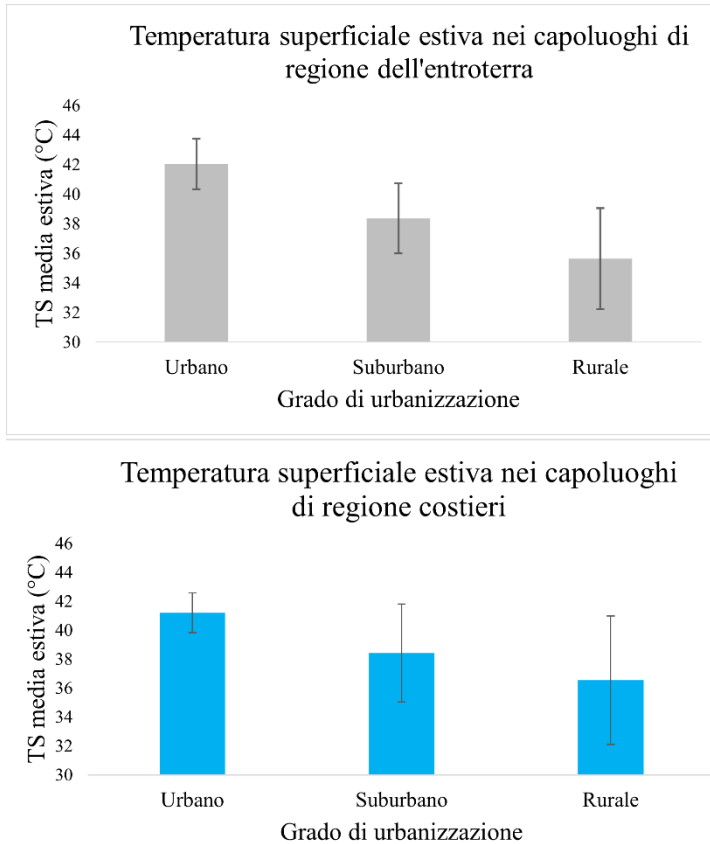 Temperatura superficiale estiva nei capoluoghi di
regione dell'entroterra
TS media estiva (°C)
46
44
42
40
38
36
34
32
30
Urbano Suburbano Rurale
Grado di urbanizzazione
Temperatura superficiale estiva nei capoluoghi
di regione costieri
TS media estiva (°C)
46
44
42
40
38
36
34
32
30
Urbano Suburbano Rurale
Grado di urbanizzazione